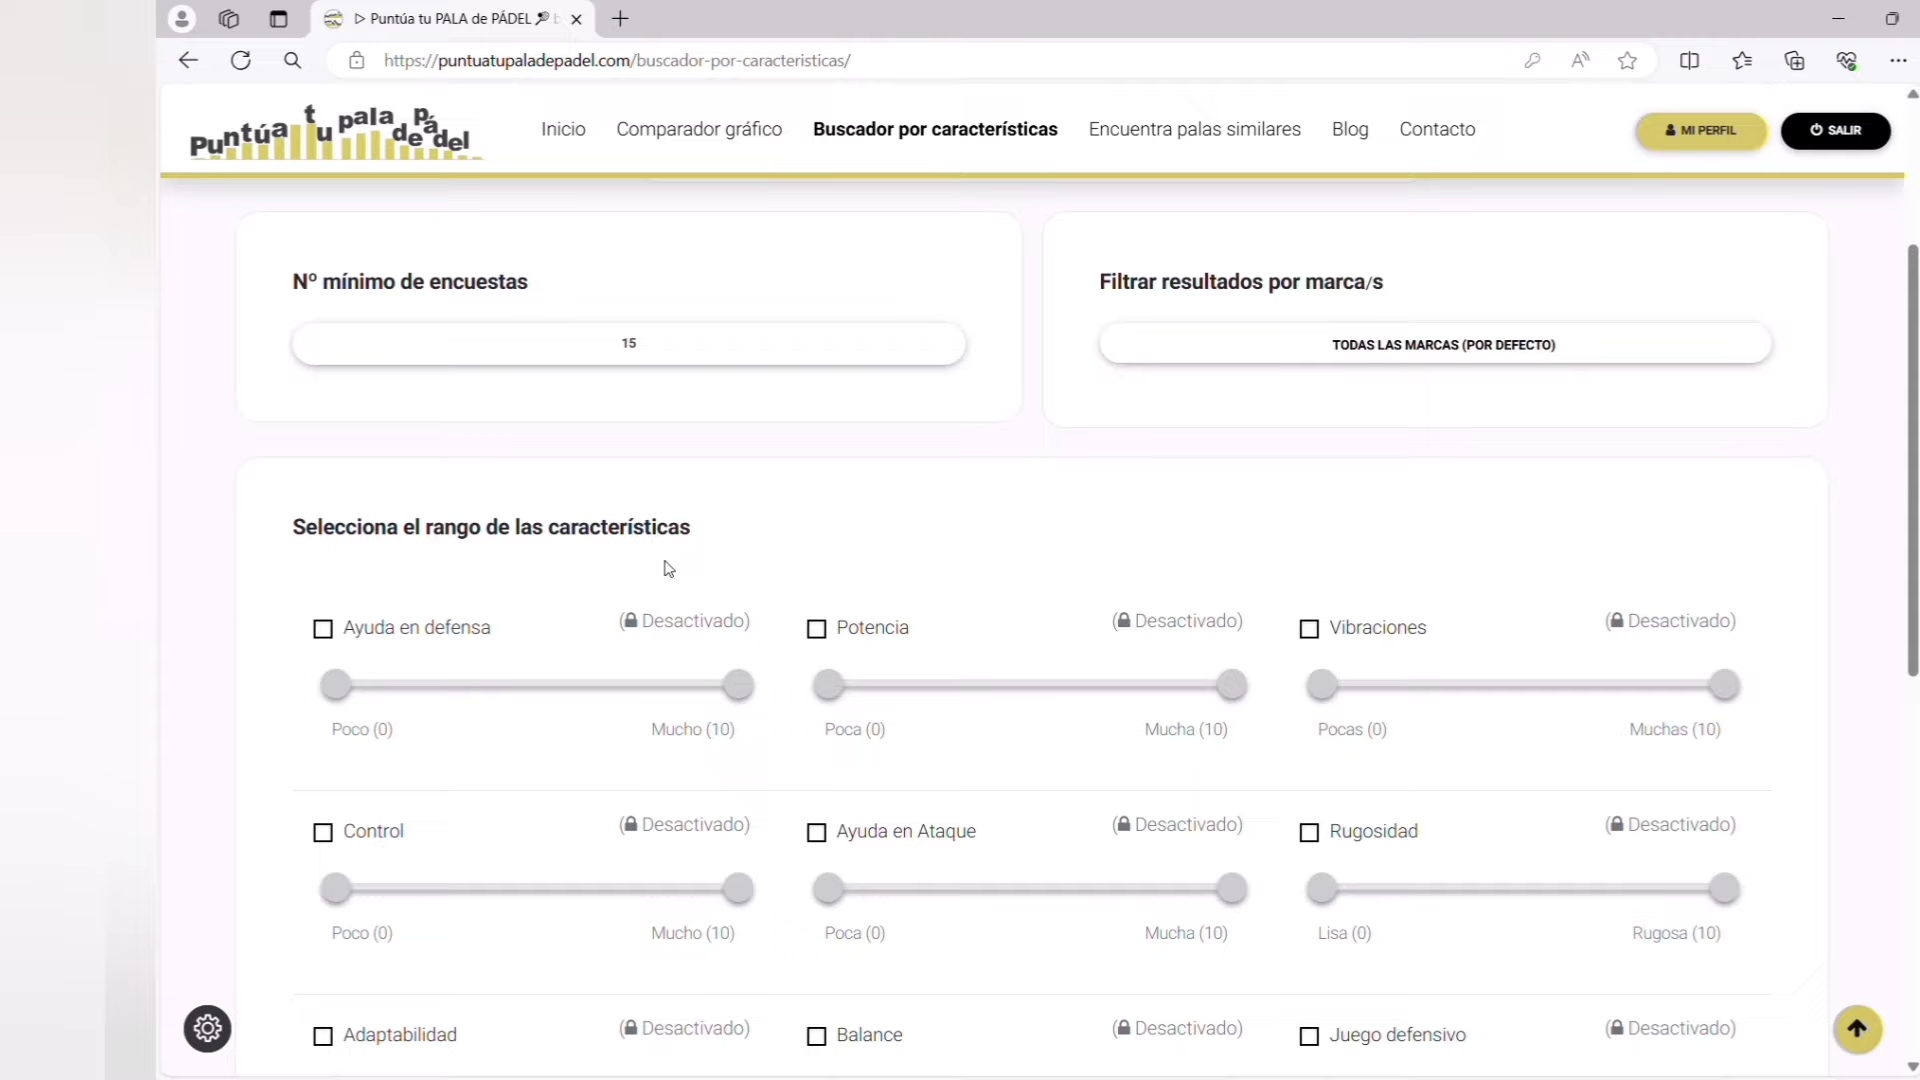 ▷ Puntúa tu PALA de PÁDEL
https://puntuatupaladepadel.com/buscador-por-caracteristicas/
Puntúa tu pala de pádel
Inicio
Comparador gráfico
Buscador por características
Encuentra palas similares
Blog
Contacto
MI PERFIL
SALIR
Nº mínimo de encuestas
15
Filtrar resultados por marca/s
TODAS LAS MARCAS (POR DEFECTO)
Selecciona el rango de las características
Ayuda en defensa
(Desactivado)
Poco (0)
Mucho (10)
Potencia
(Desactivado)
Poca (0)
Mucha (10)
Vibraciones
(Desactivado)
Pocas (0)
Muchas (10)
Control
(Desactivado)
Poco (0)
Mucho (10)
Ayuda en Ataque
(Desactivado)
Poca (0)
Mucha (10)
Rugosidad
(Desactivado)
Lisa (0)
Rugosa (10)
Adaptabilidad
(Desactivado)
Balance
(Desactivado)
Juego defensivo
(Desactivado)